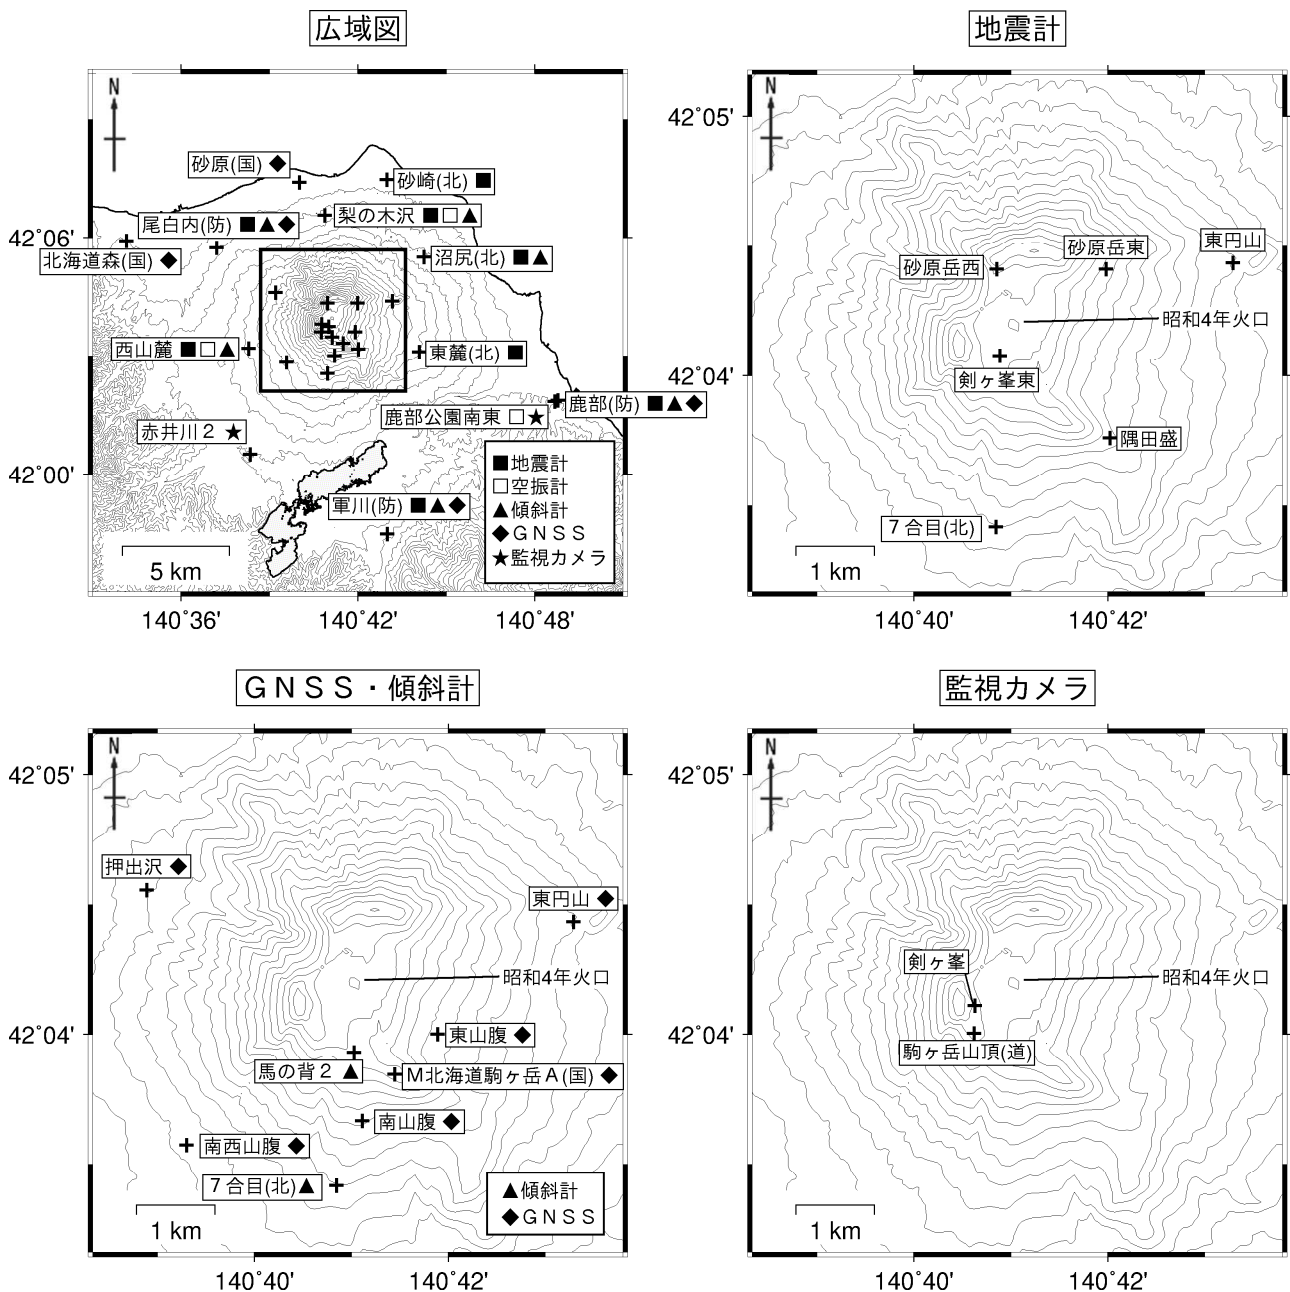 広域図
N
砂原(国) ◆
砂崎(北) ■
梨の木沢 ■□▲
尾白内(防) ■▲◆
42˚06'
北海道森(国) ◆
沼尻(北) ■▲
西山麓 ■□▲
東麓(北) ■
鹿部(防) ■▲◆
鹿部公園南東 □★
赤井川２ ★
42˚00'
■地震計
□空振計
▲傾斜計
◆ＧＮＳＳ
★監視カメラ
軍川(防) ■▲◆
5 km
140˚36'
140˚42'
140˚48'
地震計
N
42˚05'
東円山
砂原岳東
砂原岳西
昭和4年火口
42˚04'
剣ヶ峯東
隅田盛
７合目(北)
1 km
140˚40'
140˚42'
ＧＮＳＳ・傾斜計
N
42˚05'
押出沢 ◆
東円山 ◆
昭和4年火口
42˚04'
東山腹 ◆
馬の背２ ▲
Ｍ北海道駒ヶ岳Ａ(国) ◆
南山腹 ◆
南西山腹 ◆
７合目(北)▲
▲傾斜計
◆ＧＮＳＳ
1 km
140˚40'
140˚42'
監視カメラ
N
42˚05'
剣ヶ峯
昭和4年火口
42˚04'
駒ヶ岳山頂(道)
1 km
140˚40'
140˚42'